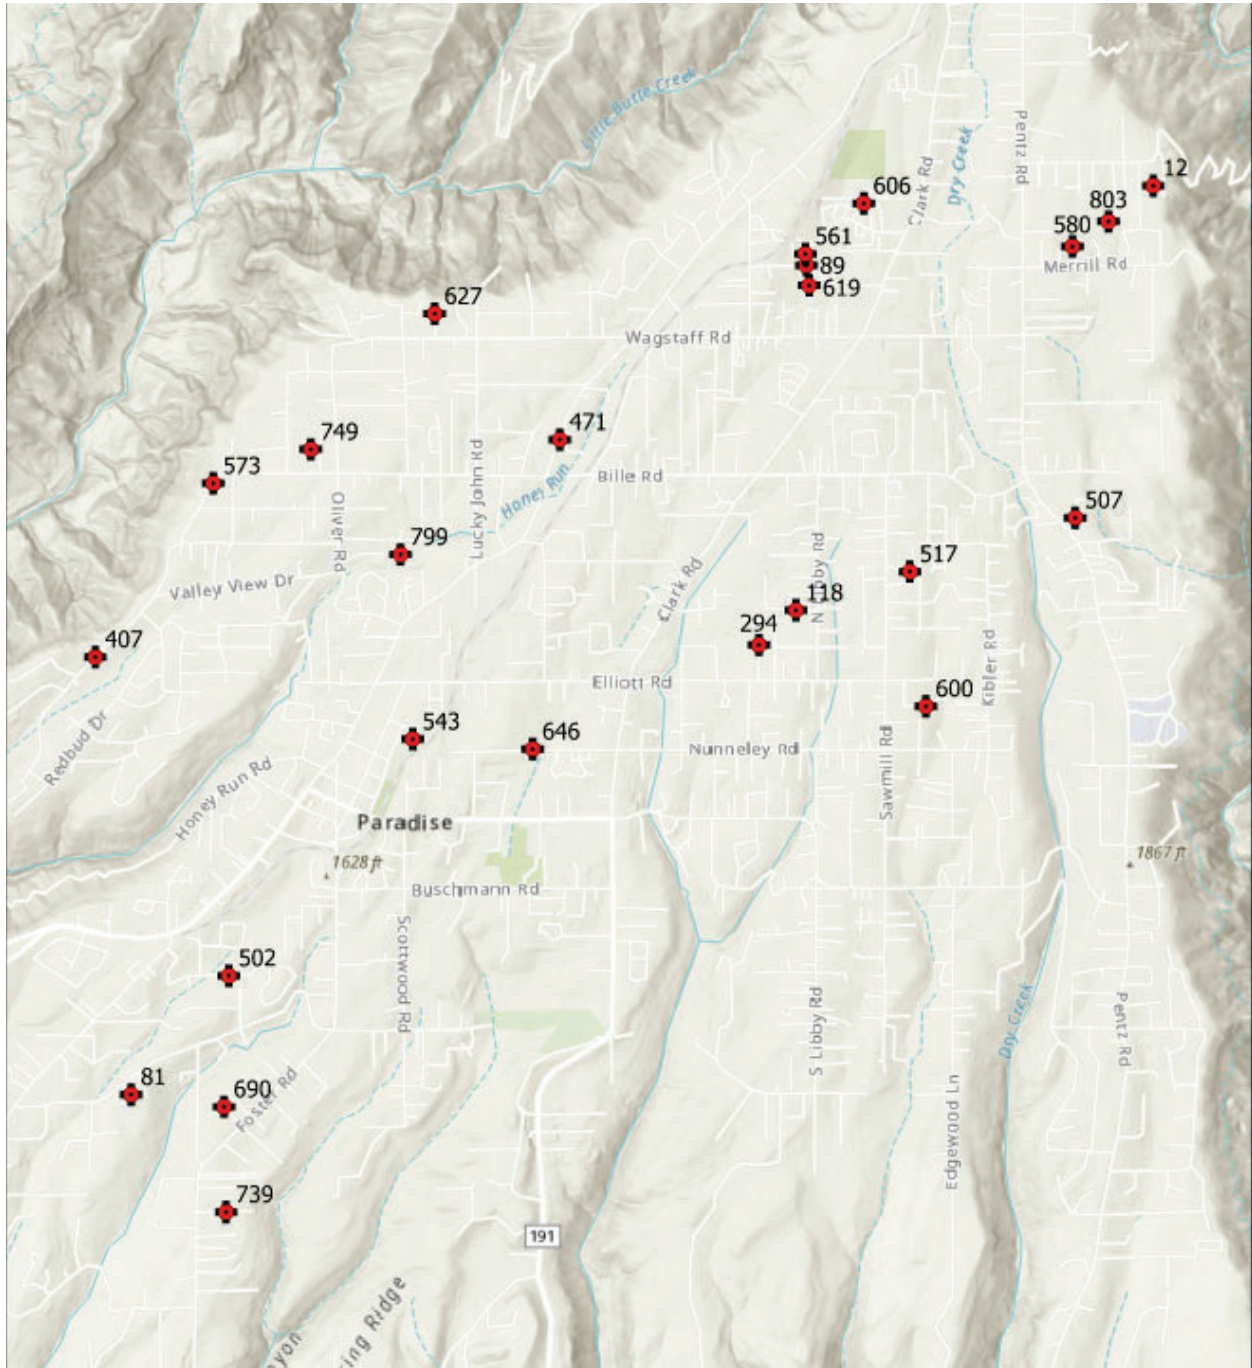 Little Butte Creek
Pentz Rd
Dry Creek
Clark Rd
12
606
803
580
561
Merrill Rd
89
619
627
Wagstaff Rd
471
749
573
Lucky John Rd
Bille Rd
Honey Run
Oliver Rd
507
799
517
N Libby Rd
Valley View Dr
Clark Rd
118
294
407
Kibler Rd
Elliott Rd
600
543
646
Redbud Dr
Nunneley Rd
Sawmill Rd
Honey Run Rd
Paradise
1628 ft
1867 ft
Buschmann Rd
Scottwood Rd
502
S Libby Rd
Dry Creek
Pentz Rd
81
690
Foster Rd
Edgewood Ln
739
191
yon
ring Ridge